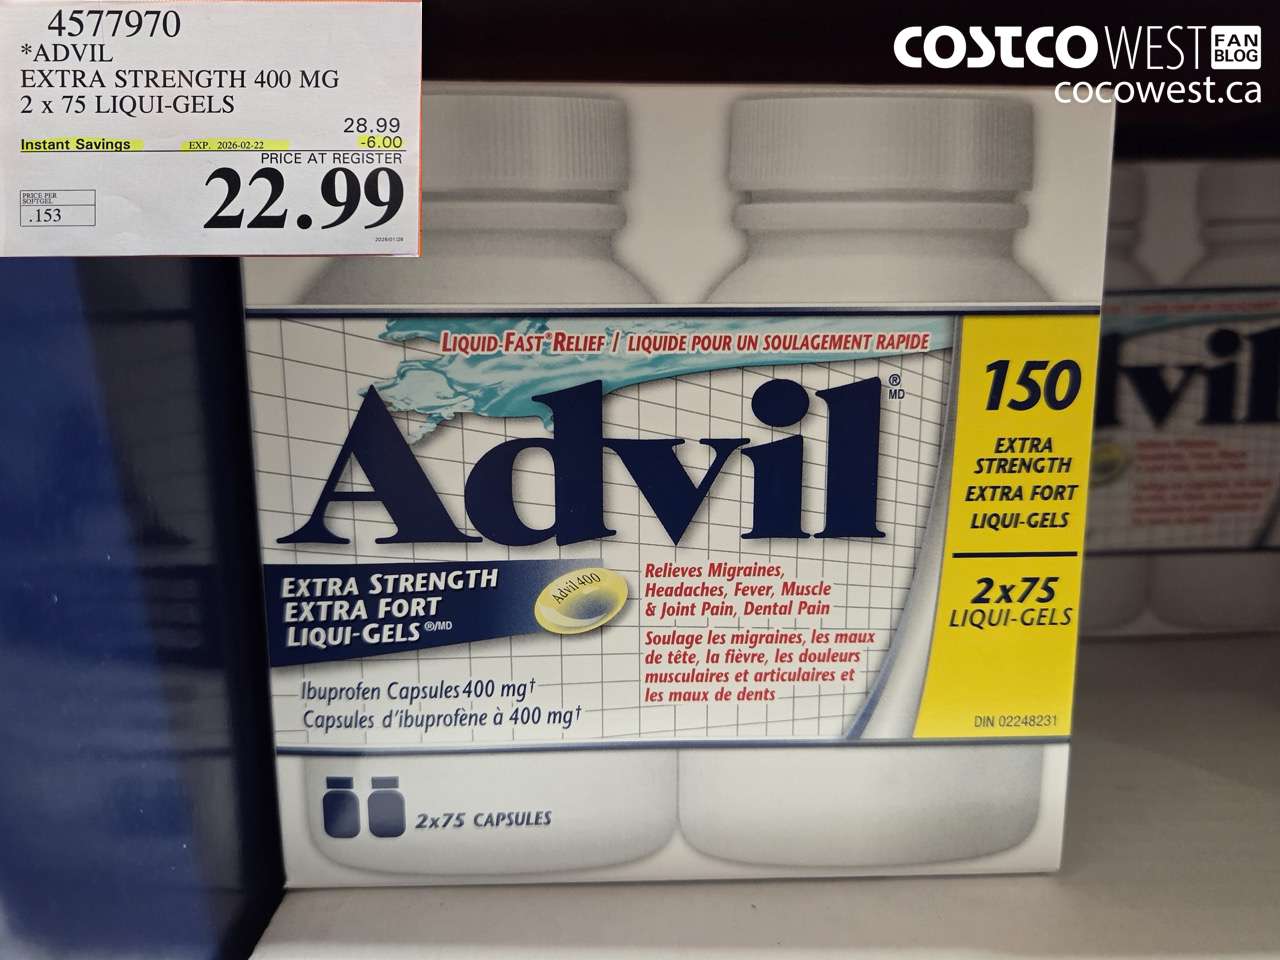 4577970
*ADVIL
EXTRA STRENGTH 400 MG
2 x 75 LIQUI-GELS
28.99
Instant Savings EXP. 2026-02-22 -6.00
PRICE AT REGISTER
22.99
PRICE PER
SOFTGEL
.153
2026/01/28
COSTCO WEST FAN BLOG
cocowest.ca
LIQUID-FAST® RELIEF / LIQUIDE POUR UN SOULAGEMENT RAPIDE
Advil ®
MD
150
EXTRA
STRENGTH
EXTRA FORT
LIQUI-GELS
2x75
LIQUI-GELS
DIN 02248231
EXTRA STRENGTH
EXTRA FORT
LIQUI-GELS ®/MD
Advil 400
Relieves Migraines,
Headaches, Fever, Muscle
& Joint Pain, Dental Pain
Soulage les migraines, les maux
de tête, la fièvre, les douleurs
musculaires et articulaires et
les maux de dents
Ibuprofen Capsules 400 mg†
Capsules d'ibuprofène à 400 mg†
2x75 CAPSULES
vil